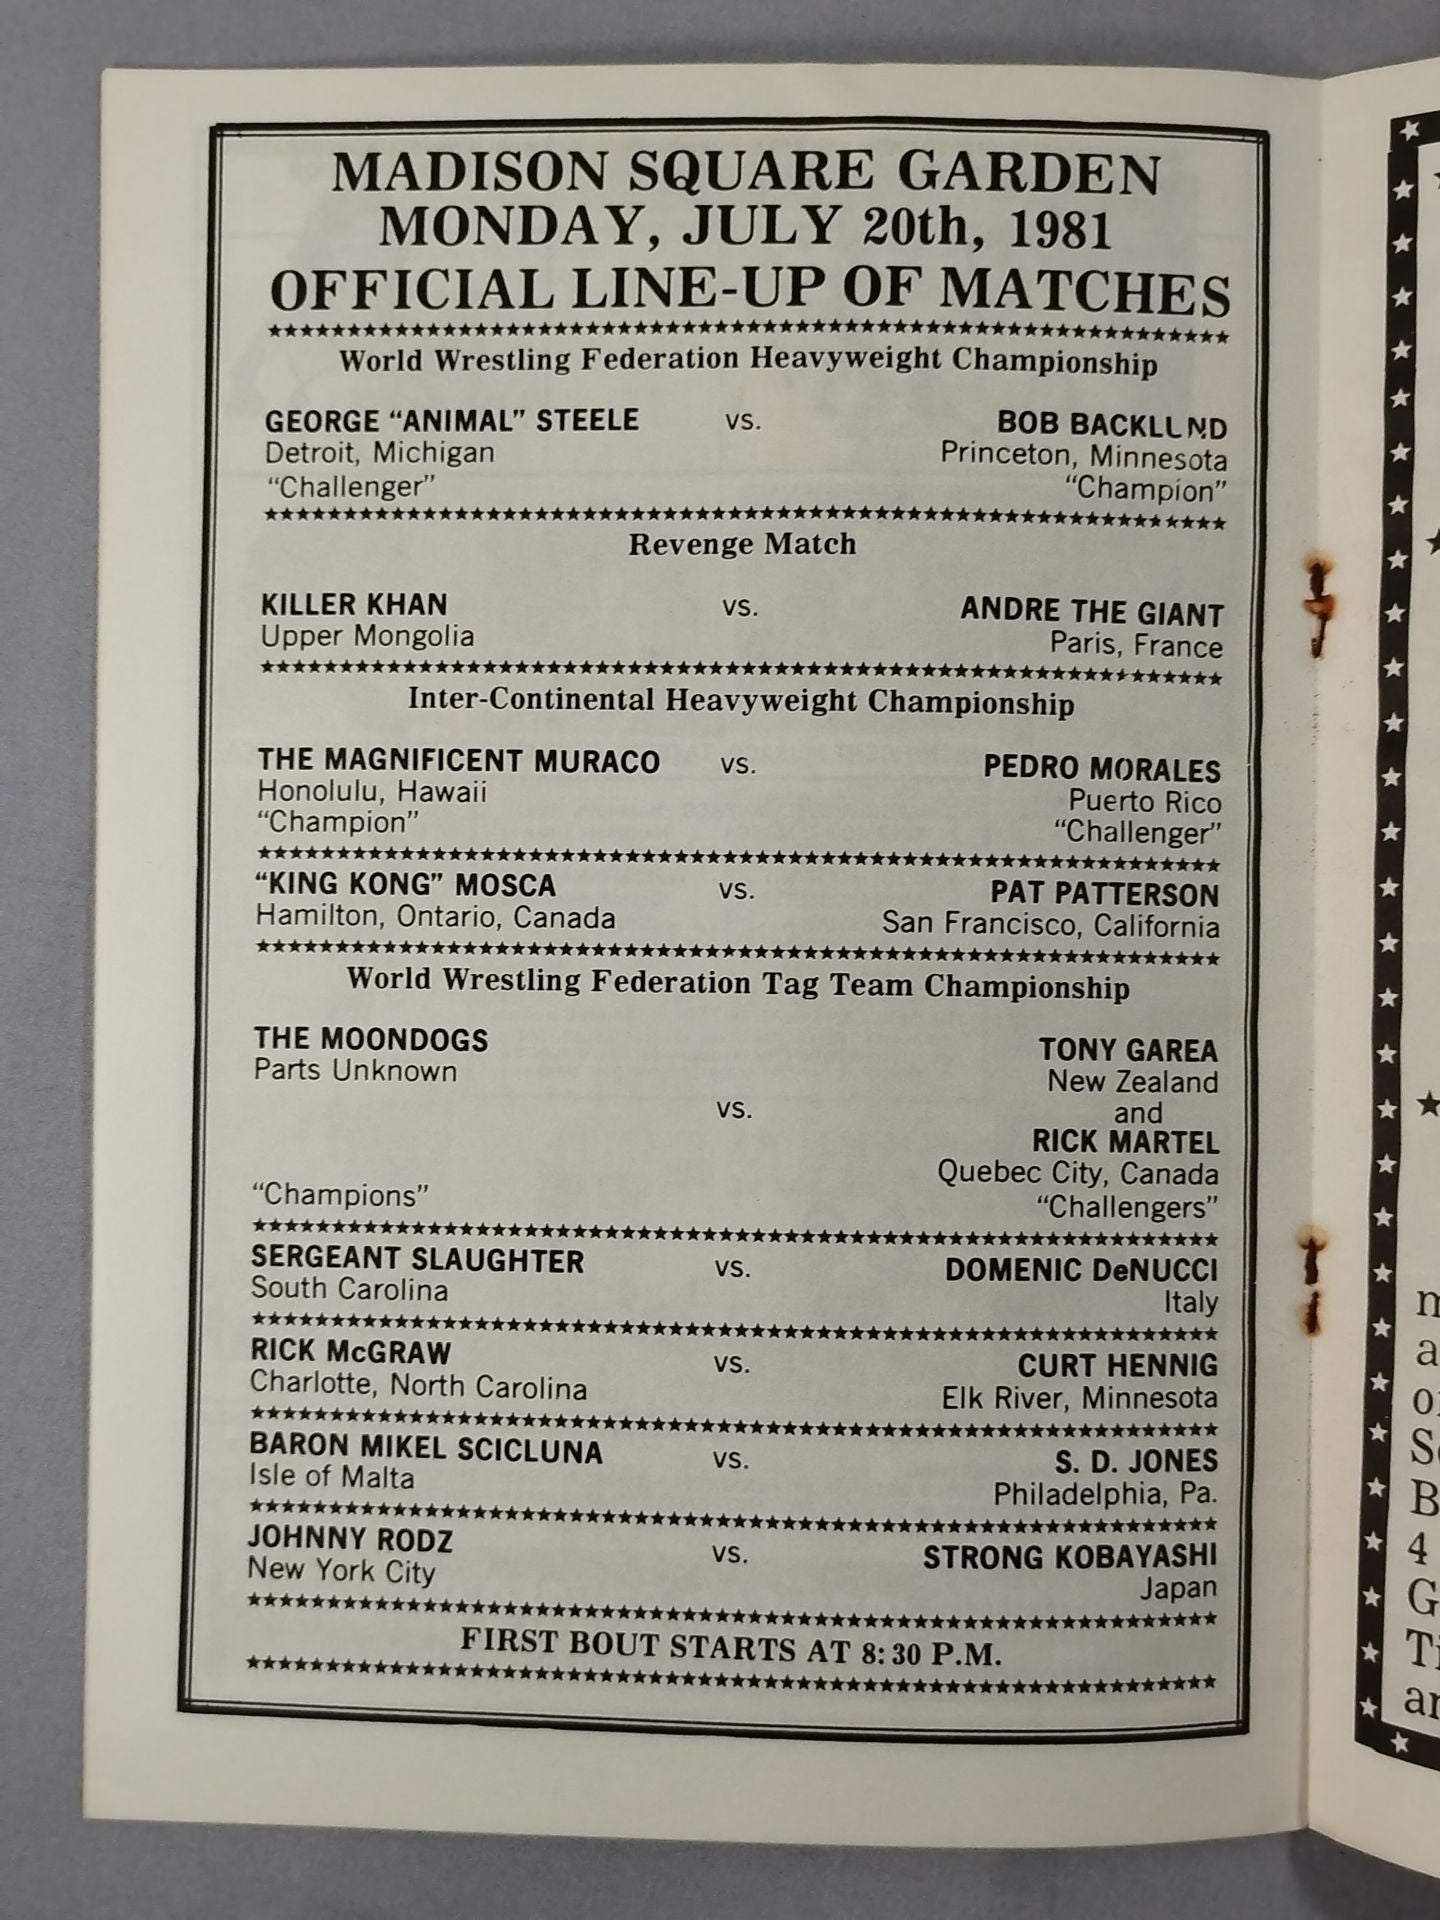 MADISON SQUARE GARDEN
MONDAY, JULY 20th, 1981
OFFICIAL LINE-UP OF MATCHES
World Wrestling Federation Heavyweight Championship
GEORGE “ANIMAL” STEELE vs. BOB BACKLUND
Detroit, Michigan Princeton, Minnesota
“Challenger” “Champion”
Revenge Match
KILLER KHAN vs. ANDRE THE GIANT
Upper Mongolia Paris, France
Inter-Continental Heavyweight Championship
THE MAGNIFICENT MURACO vs. PEDRO MORALES
Honolulu, Hawaii Puerto Rico
“Champion” “Challenger”
“KING KONG” MOSCA vs. PAT PATTERSON
Hamilton, Ontario, Canada San Francisco, California
World Wrestling Federation Tag Team Championship
THE MOONDOGS TONY GAREA
Parts Unknown New Zealand
vs. and
RICK MARTEL
Quebec City, Canada
“Champions” “Challengers”
SERGEANT SLAUGHTER vs. DOMENIC DeNUCCI
South Carolina Italy
RICK McGRAW vs. CURT HENNIG
Charlotte, North Carolina Elk River, Minnesota
BARON MIKEL SCICLUNA vs. S. D. JONES
Isle of Malta Philadelphia, Pa.
JOHNNY RODZ vs. STRONG KOBAYASHI
New York City Japan
FIRST BOUT STARTS AT 8:30 P.M.